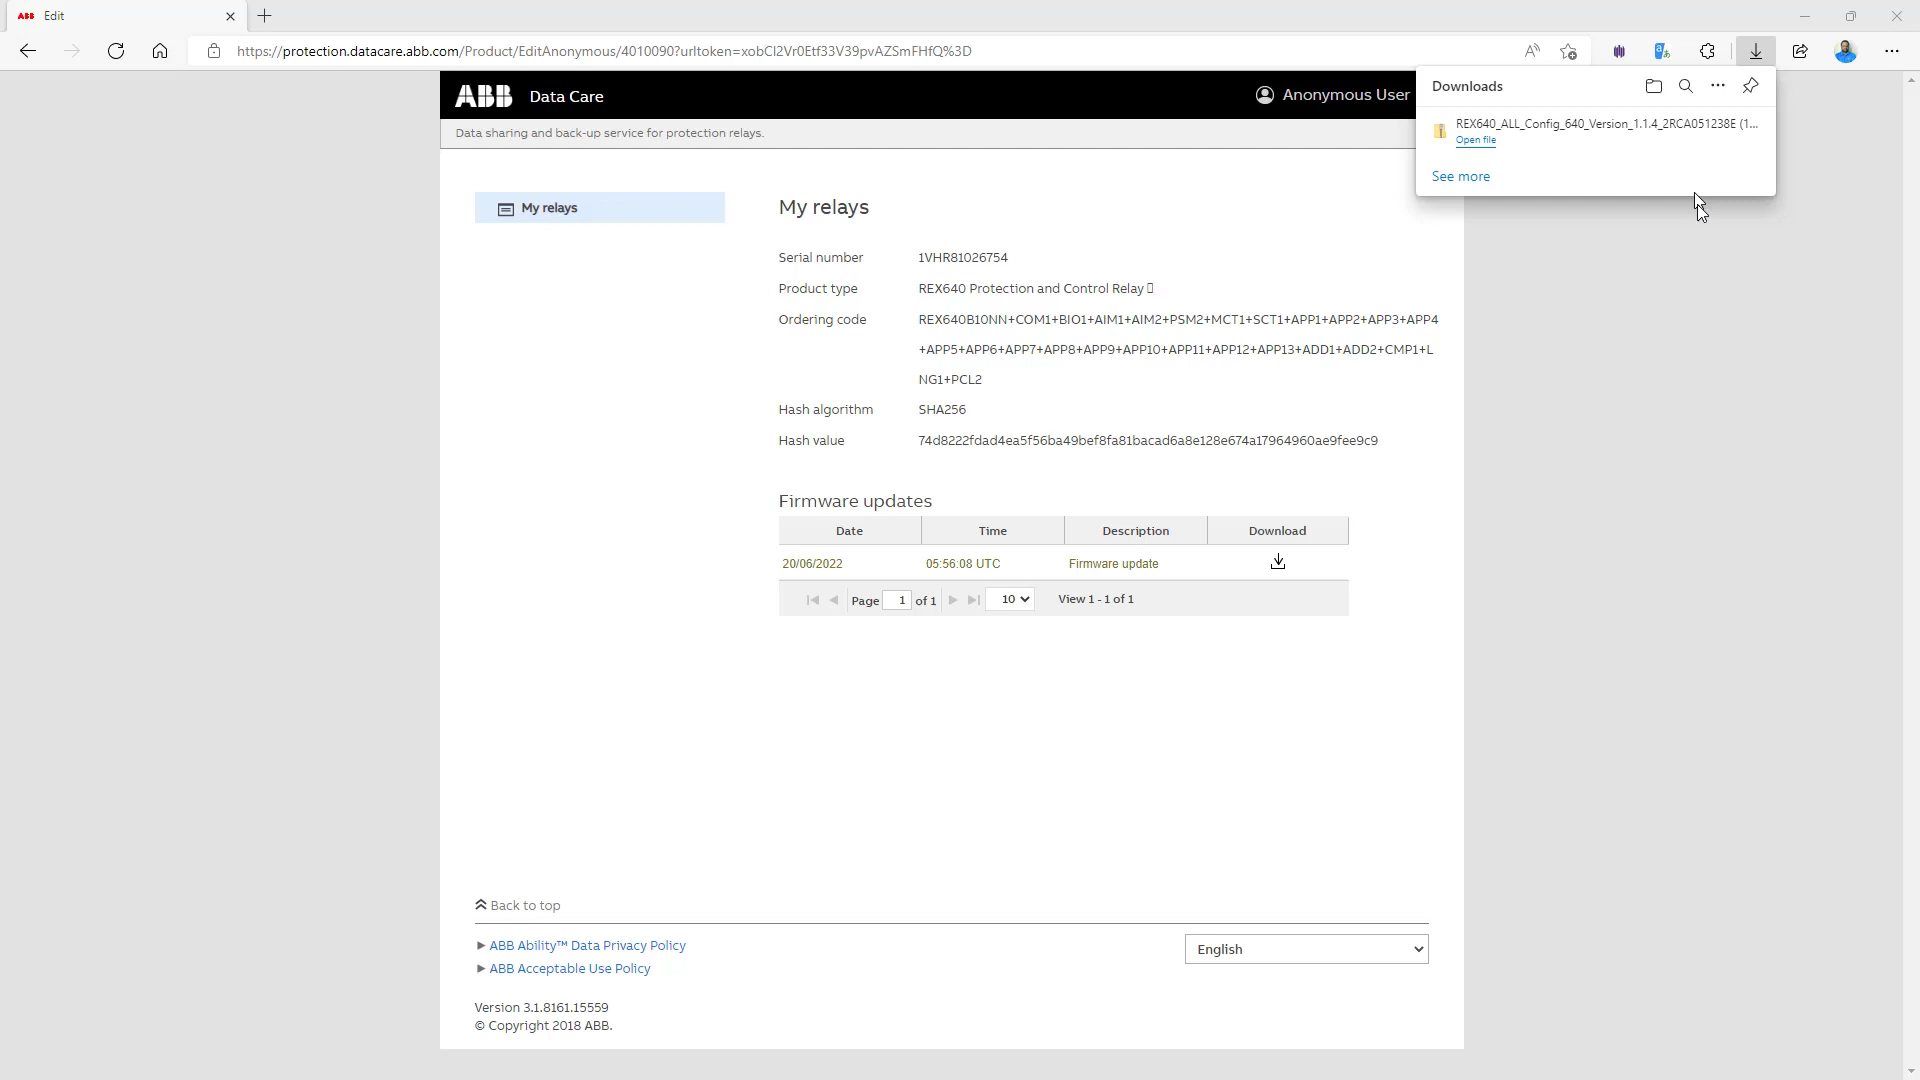 ABB Edit
https://protection.datacare.abb.com/Product/EditAnonymous/4010090?urltoken=xobCl2Vr0Etf33V39pvAZSmFHfQ%3D
Downloads
REX640_ALL_Config_640_Version_1.1.4_2RCA051238E (1...
Open file
See more
ABB Data Care
Anonymous User
Data sharing and back-up service for protection relays.
My relays
My relays
Serial number 1VHR81026754
Product type REX640 Protection and Control Relay
Ordering code REX640B10NN+COM1+BIO1+AIM1+AIM2+PSM2+MCT1+SCT1+APP1+APP2+APP3+APP4
+APP5+APP6+APP7+APP8+APP9+APP10+APP11+APP12+APP13+ADD1+ADD2+CMP1+L
NG1+PCL2
Hash algorithm SHA256
Hash value 74d8222fdad4ea5f56ba49bef8fa81bacad6a8e128e674a17964960ae9fee9c9
Firmware updates
Date Time Description Download
20/06/2022 05:56:08 UTC Firmware update
Page 1 of 1 10 View 1 - 1 of 1
Back to top
ABB Ability™ Data Privacy Policy
ABB Acceptable Use Policy
English
Version 3.1.8161.15559
© Copyright 2018 ABB.